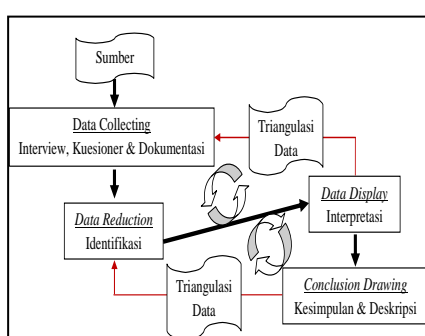 Sumber
Data Collecting
Interview, Kuesioner & Dokumentasi
Triangulasi
Data
Data Reduction
Identifikasi
Data Display
Interpretasi
Triangulasi
Data
Conclusion Drawing
Kesimpulan & Deskripsi